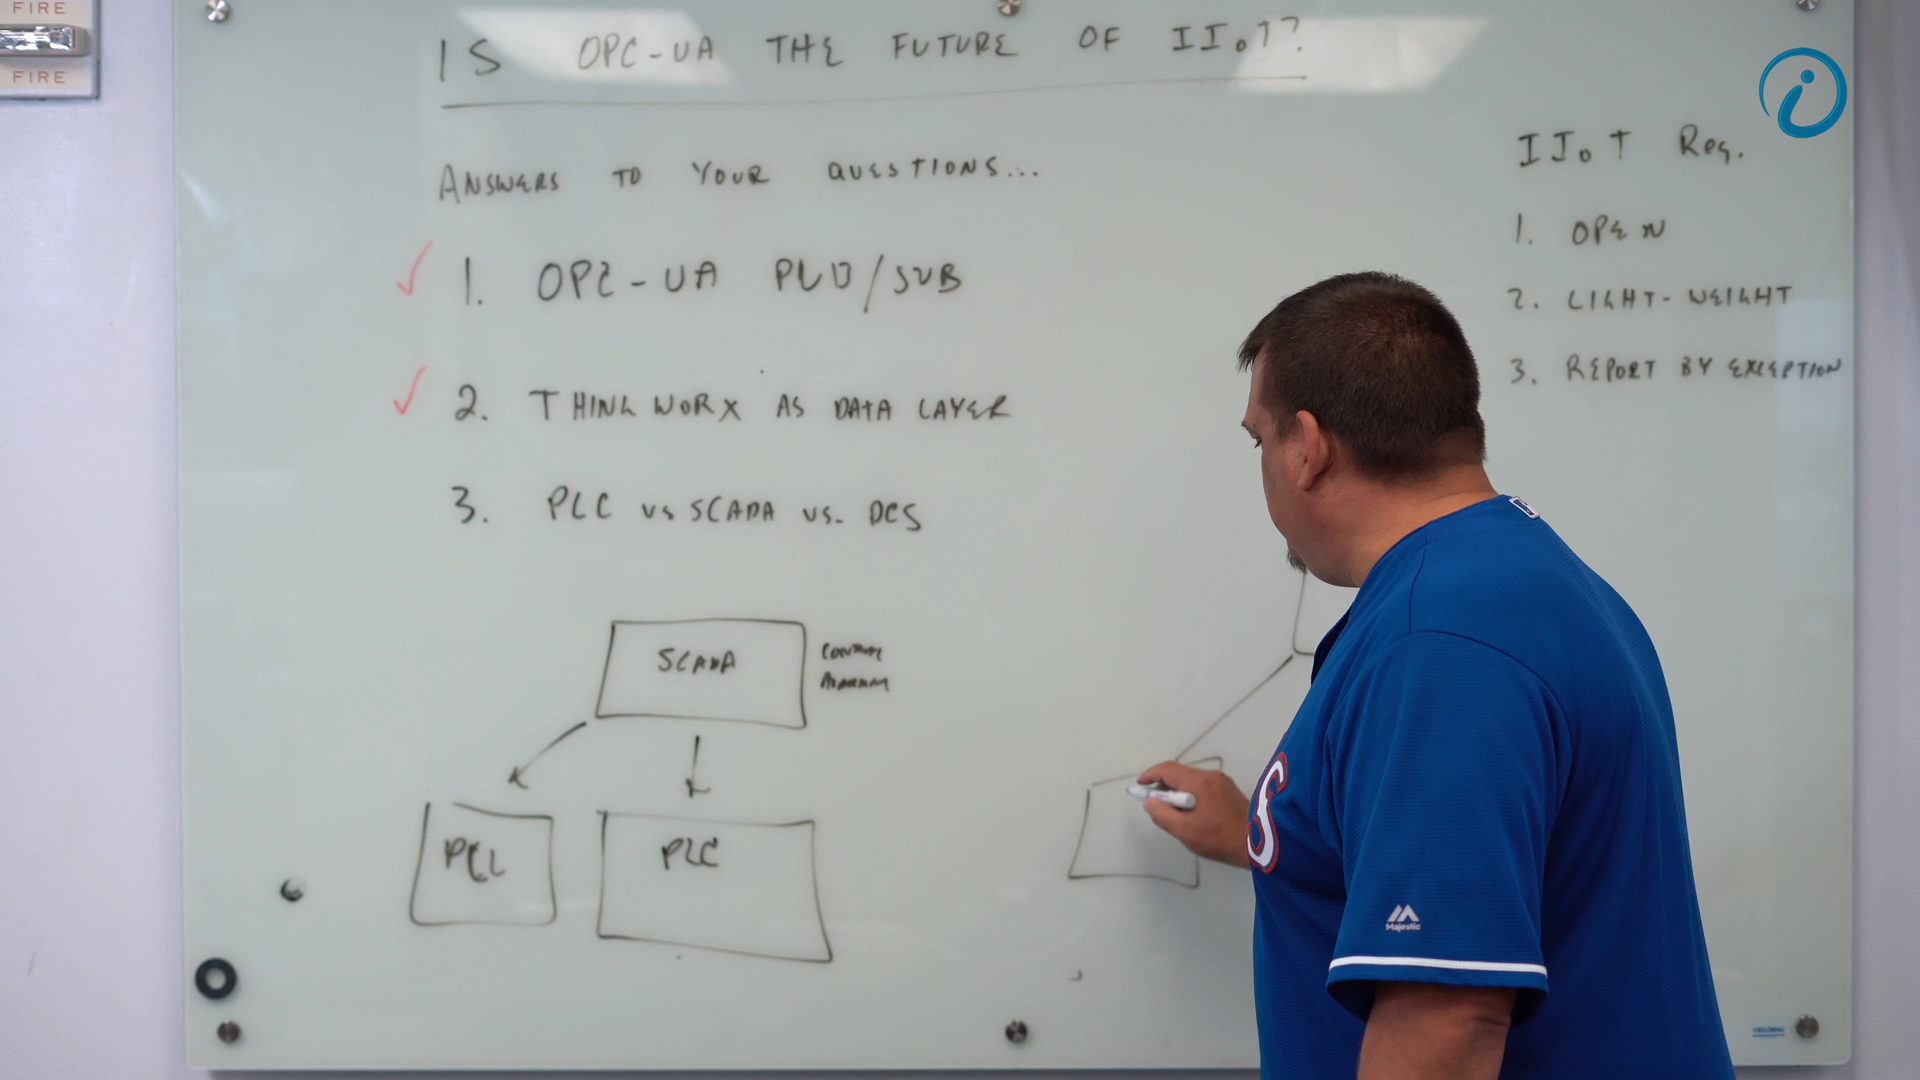 FIRE
FIRE
IS OPC-UA THE FUTURE OF IIoT?
ANSWERS TO YOUR QUESTIONS...
1. OPC-UA PUB/SUB
2. THINKWORX AS DATA LAYER
3. PLC vs SCADA vs. DCS
SCADA
PLC
PLC
IIoT Req.
1. OPEN
2. LIGHT-WEIGHT
3. REPORT BY EXCEPTION
Majestic